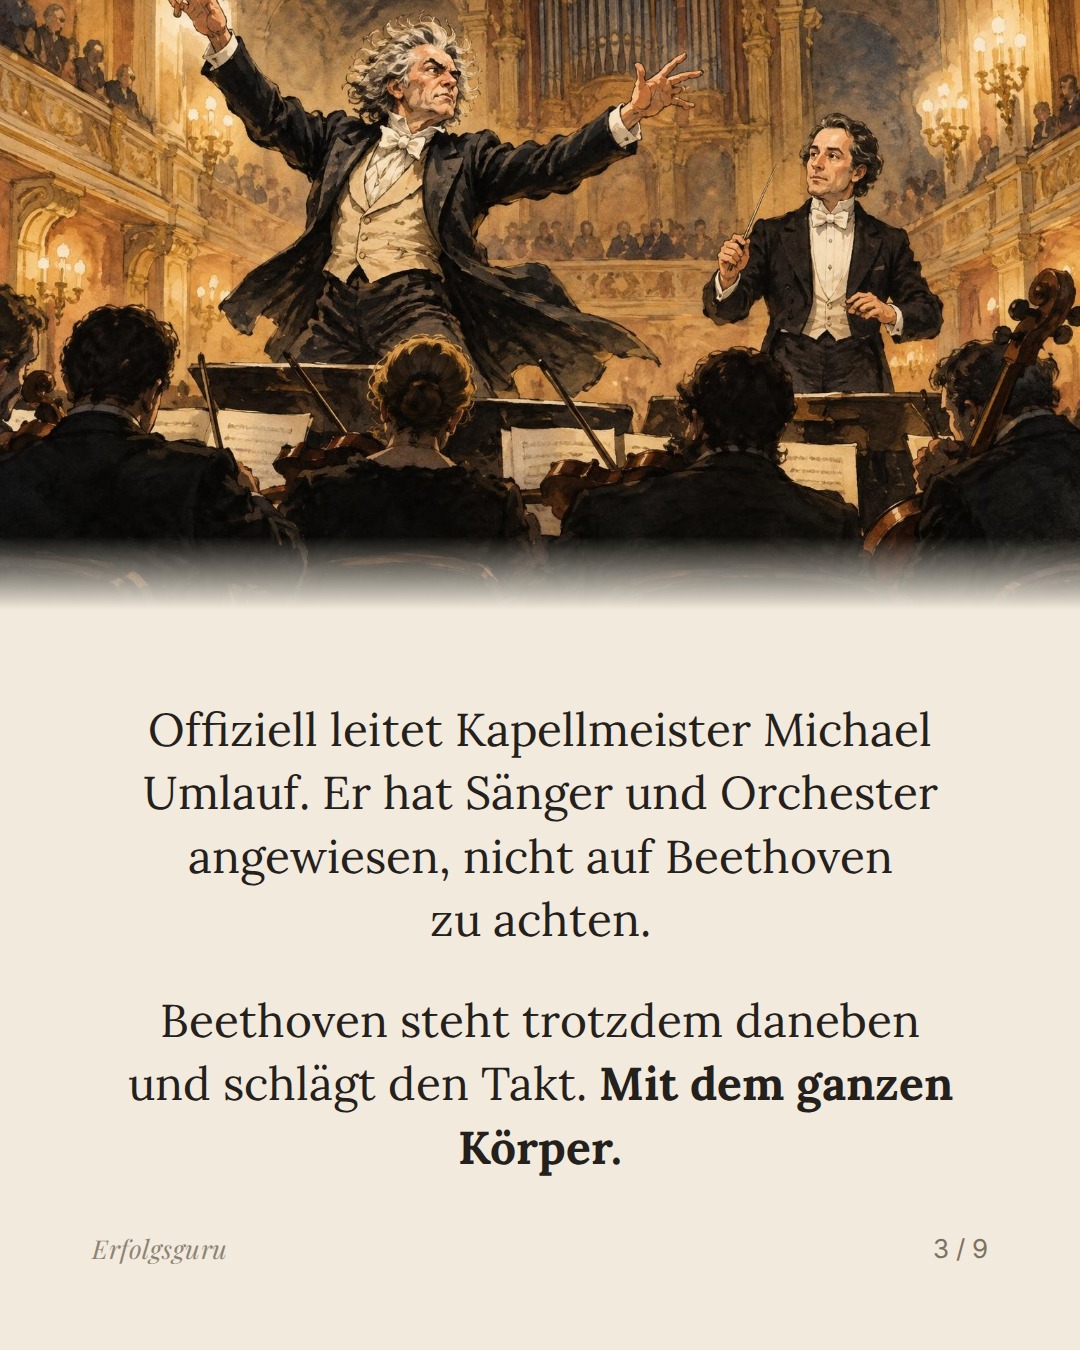 Offiziell leitet Kapellmeister Michael
Umlauf. Er hat Sänger und Orchester
angewiesen, nicht auf Beethoven
zu achten.
Beethoven steht trotzdem daneben
und schlägt den Takt. Mit dem ganzen
Körper.
Erfolgsguru
3 / 9